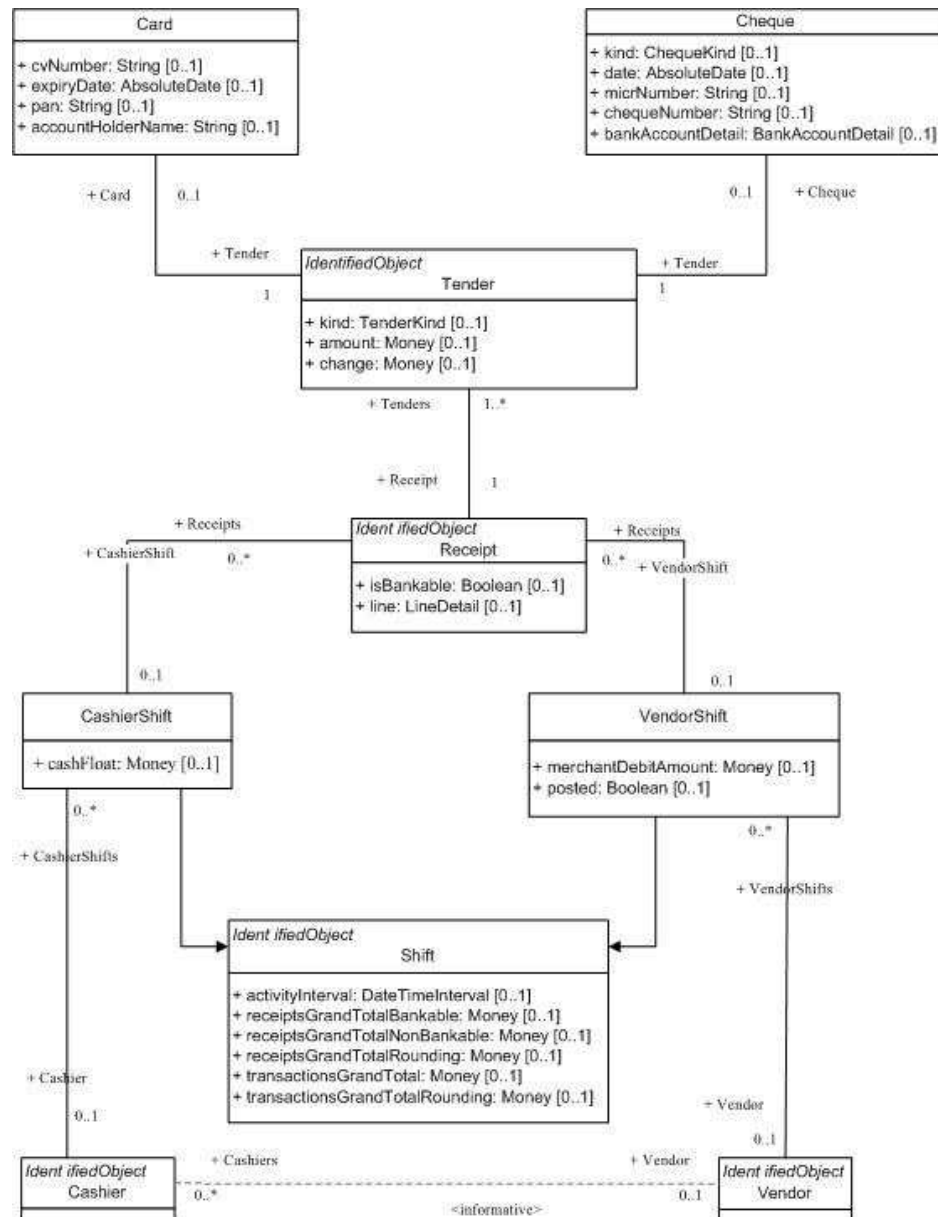 Card
+ cvNumber: String [0..1]
+ expiryDate: AbsoluteDate [0..1]
+ pan: String [0..1]
+ accountHolderName: String [0..1]
Cheque
+ kind: ChequeKind [0..1]
+ date: AbsoluteDate [0..1]
+ micrNumber: String [0..1]
+ chequeNumber: String [0..1]
+ bankAccountDetail: BankAccountDetail [0..1]
+ Card
0..1
0..1
+ Cheque
+ Tender
1
+ Tender
1
IdentifiedObject
Tender
+ kind: TenderKind [0..1]
+ amount: Money [0..1]
+ change: Money [0..1]
+ Tenders
1..*
+ Receipt
1
+ Receipts
0..*
+ CashierShift
Ident ifiedObject
Receipt
+ isBankable: Boolean [0..1]
+ line: LineDetail [0..1]
+ Receipts
0..*
+ VendorShift
0..1
0..1
CashierShift
+ cashFloat: Money [0..1]
VendorShift
+ merchantDebitAmount: Money [0..1]
+ posted: Boolean [0..1]
0..*
+ CashierShifts
0..*
+ VendorShifts
Ident ifiedObject
Shift
+ activityInterval: DateTimeInterval [0..1]
+ receiptsGrandTotalBankable: Money [0..1]
+ receiptsGrandTotalNonBankable: Money [0..1]
+ receiptsGrandTotalRounding: Money [0..1]
+ transactionsGrandTotal: Money [0..1]
+ transactionsGrandTotalRounding: Money [0..1]
+ Cashier
0..1
+ Vendor
0..1
Ident ifiedObject
Cashier
+ Cashiers
0..*
+ Vendor
0..1
<informative>
Ident ifiedObject
Vendor